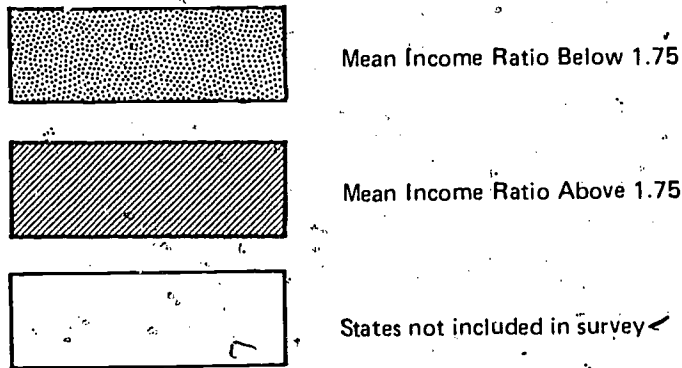 Mean Income Ratio Below 1.75
Mean Income Ratio Above 1.75
States not included in survey